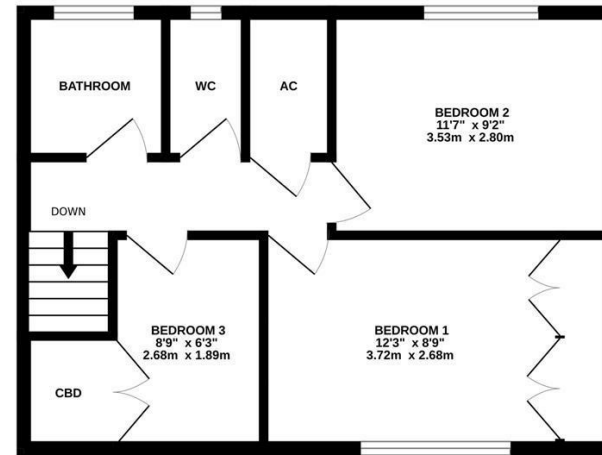 BATHROOM
WC
AC
BEDROOM 2
11'7" x 9'2"
3.53m x 2.80m
DOWN
BEDROOM 3
8'9" x 6'3"
2.68m x 1.89m
BEDROOM 1
12'3" x 8'9"
3.72m x 2.68m
CBD